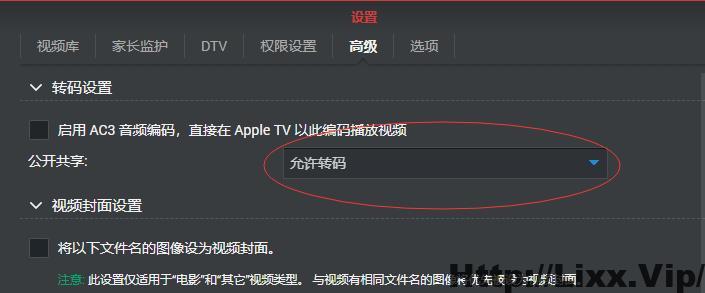 设置
视频库 家长监护 DTV 权限设置 高级 选项
转码设置
启用 AC3 音频编码，直接在 Apple TV 以此编码播放视频
公开共享: 允许转码
视频封面设置
将以下文件名的图像设为视频封面。
注意: 此设置仅适用于“电影”和“其它”视频类型。 与视频有相同文件名的图像将优先
Http://Lixx.Vip/